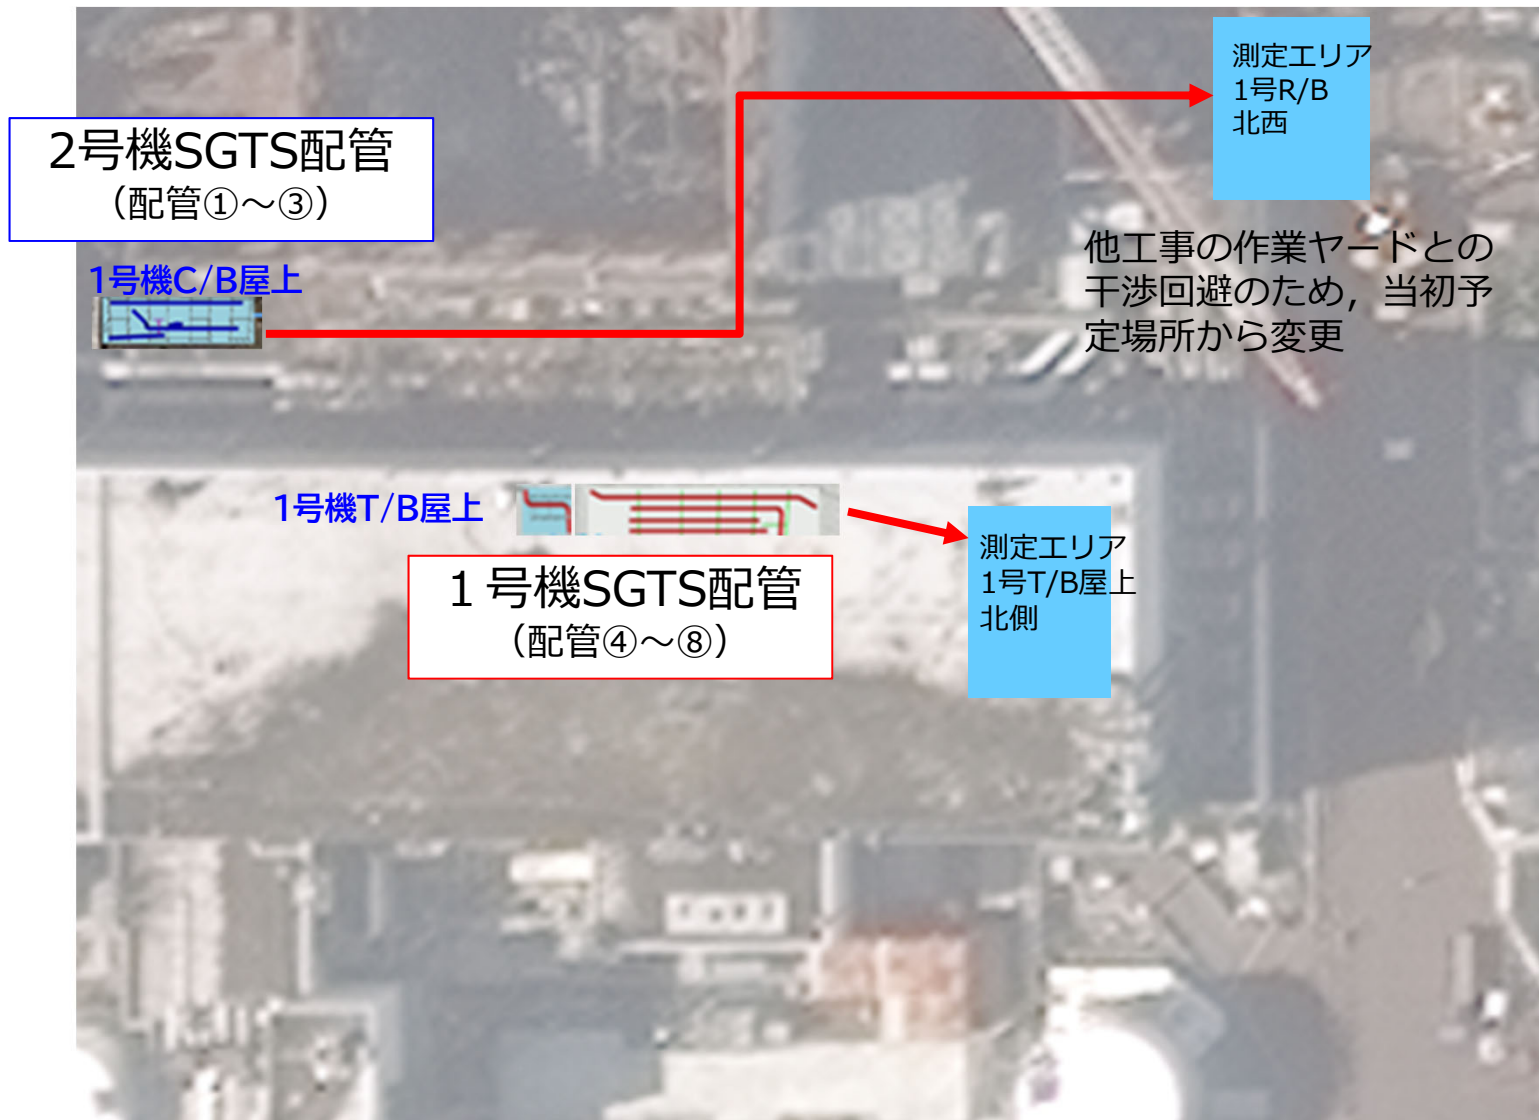 測定エリア
1号R/B
北西
2号機SGTS配管
（配管①～③）
他工事の作業ヤードとの
干渉回避のため，当初予
定場所から変更
1号機C/B屋上
1号機T/B屋上
測定エリア
1号T/B屋上
北側
１号機SGTS配管
（配管④～⑧）